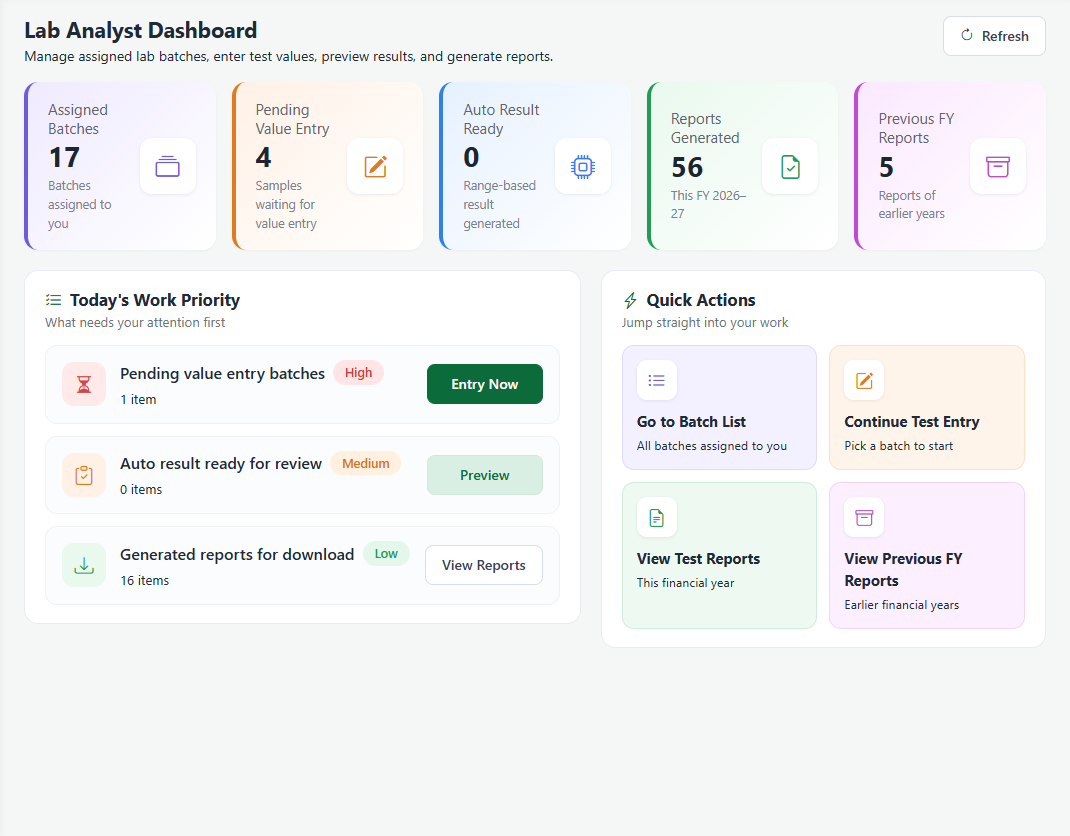 Lab Analyst Dashboard
Manage assigned lab batches, enter test values, preview results, and generate reports.
Refresh
Assigned
Batches
17
Batches
assigned to
you
Pending
Value Entry
4
Samples
waiting for
value entry
Auto Result
Ready
0
Range-based
result
generated
Reports
Generated
56
This FY 2026–
27
Previous FY
Reports
5
Reports of
earlier years
Today's Work Priority
What needs your attention first
Pending value entry batches High
1 item
Entry Now
Auto result ready for review Medium
0 items
Preview
Generated reports for download Low
16 items
View Reports
Quick Actions
Jump straight into your work
Go to Batch List
All batches assigned to you
Continue Test Entry
Pick a batch to start
View Test Reports
This financial year
View Previous FY
Reports
Earlier financial years